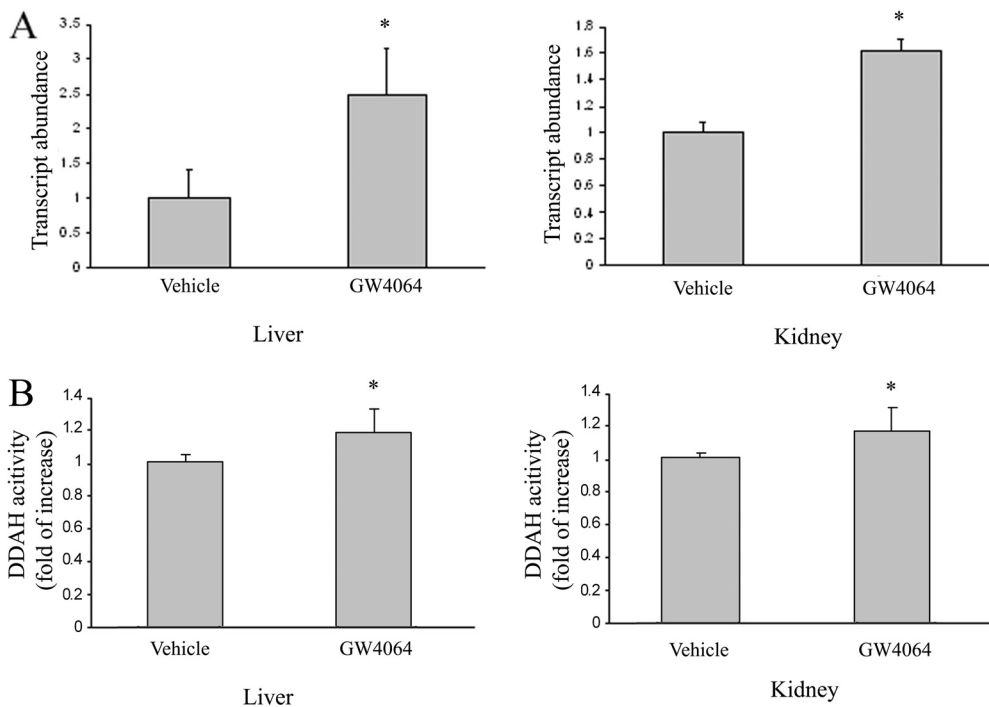 A
Transcript abundance
3.5
3
2.5
2
1.5
1
0.5
0
*
Vehicle
GW4064
Liver
Transcript abundance
1.8
1.6
1.4
1.2
1
0.8
0.6
0.4
0.2
0
*
Vehicle
GW4064
Kidney
B
DDAH acitivity
(fold of increase)
1.4
1.2
1
0.8
0.6
0.4
0.2
0
*
Vehicle
GW4064
Liver
DDAH acitivity
(fold of increase)
1.4
1.2
1
0.8
0.6
0.4
0.2
0
*
Vehicle
GW4064
Kidney